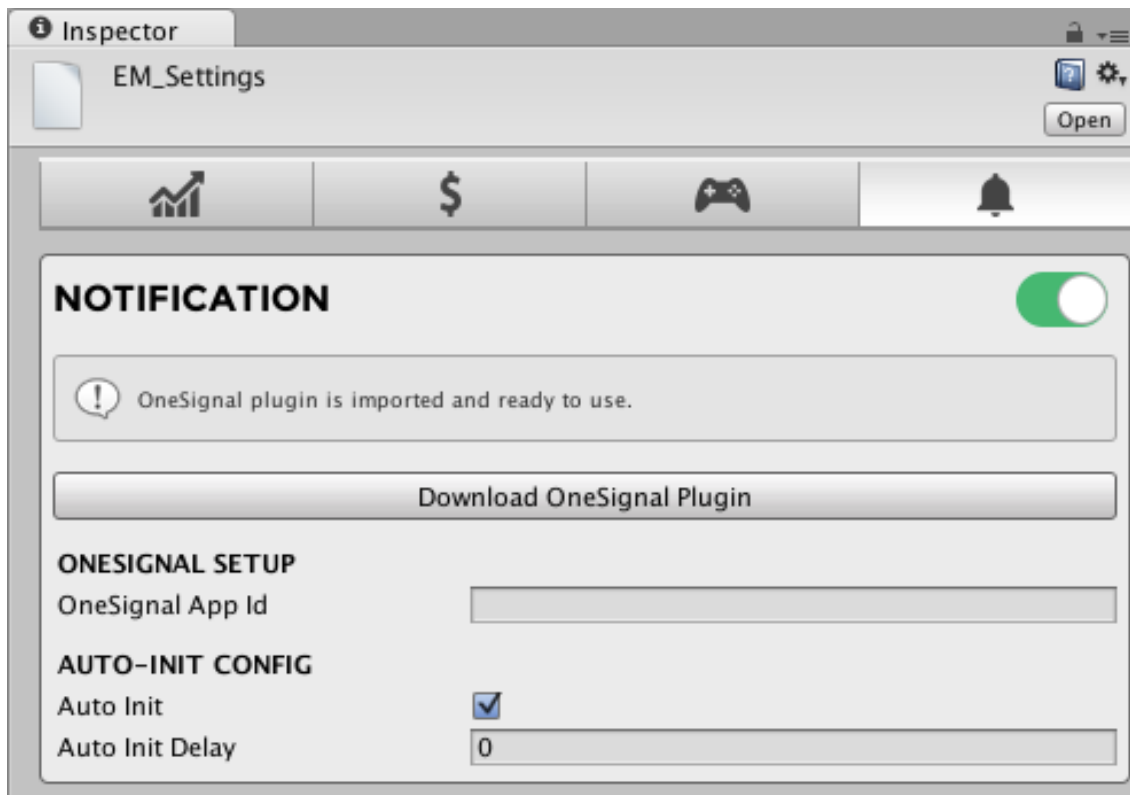 Inspector
EM_Settings
Open
$
NOTIFICATION
OneSignal plugin is imported and ready to use.
Download OneSignal Plugin
ONESIGNAL SETUP
OneSignal App Id
AUTO-INIT CONFIG
Auto Init
Auto Init Delay 0